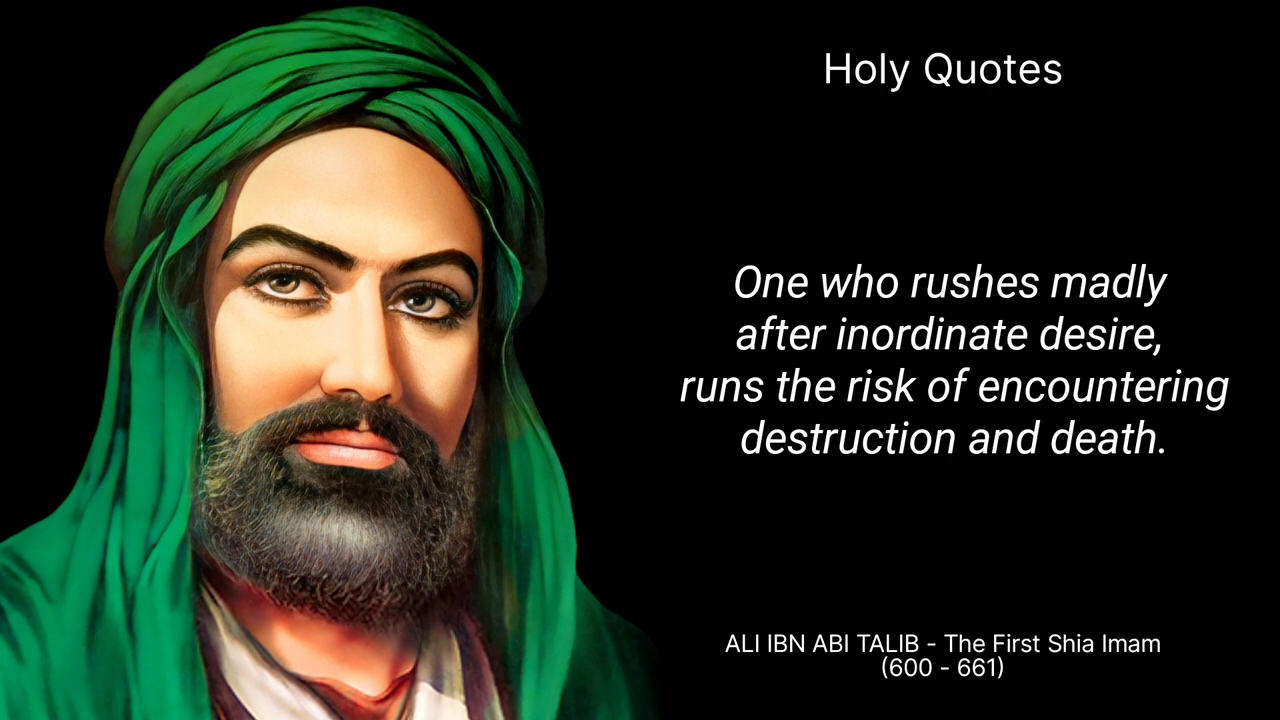 Holy Quotes
One who rushes madly
after inordinate desire,
runs the risk of encountering
destruction and death.
ALI IBN ABI TALIB - The First Shia Imam
(600 - 661)